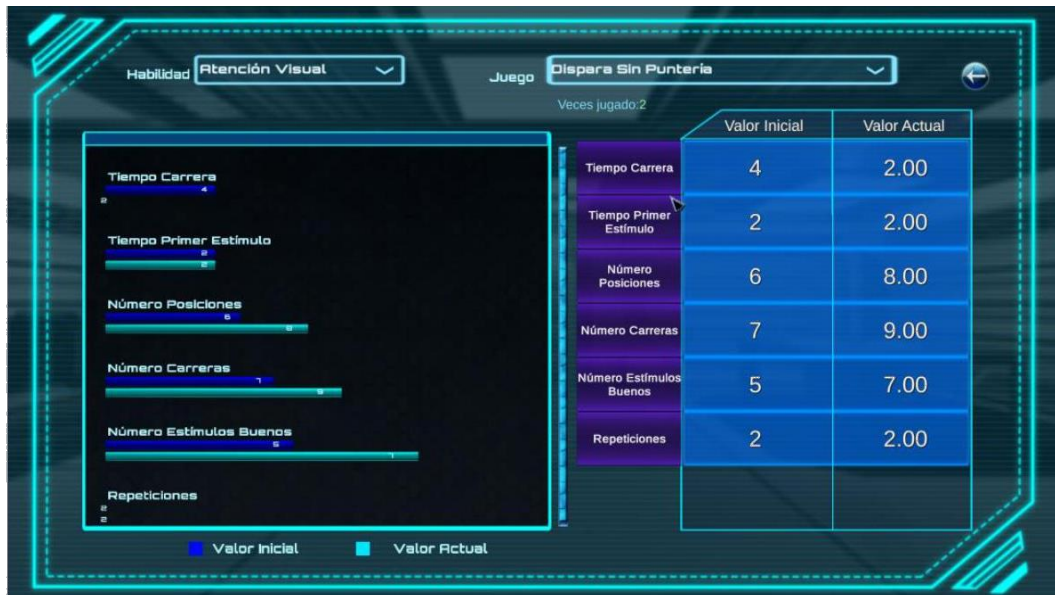 Habilidad
Atención Visual
Juego
Dispara Sin Puntería
Veces jugado:2
Valor Inicial
Valor Actual
Tiempo Carrera
4
2
Tiempo Primer Estímulo
2
2
Número Posiciones
6
8
Número Carreras
7
9
Número Estímulos Buenos
5
7
Repeticiones
2
2
Valor Inicial
Valor Actual
Tiempo Carrera
4
2.00
Tiempo Primer
Estímulo
2
2.00
Número
Posiciones
6
8.00
Número Carreras
7
9.00
Número Estímulos
Buenos
5
7.00
Repeticiones
2
2.00